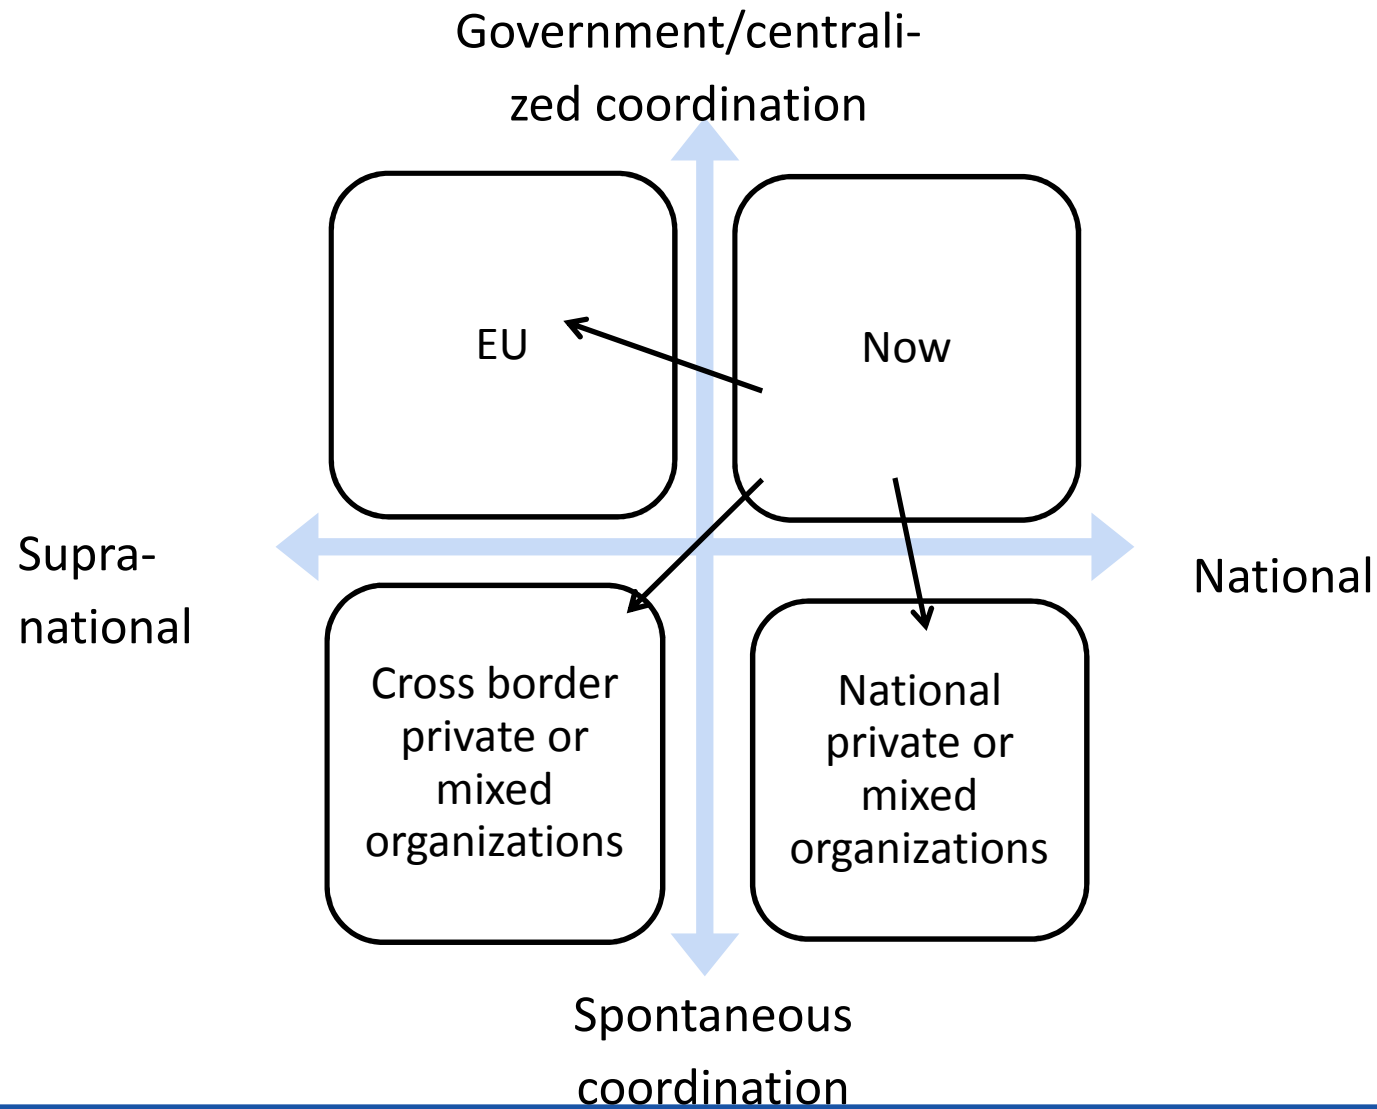 Government/centrali-
zed coordination
EU
Now
Supra-
national
National
Cross border
private or
mixed
organizations
National
private or
mixed
organizations
Spontaneous
coordination